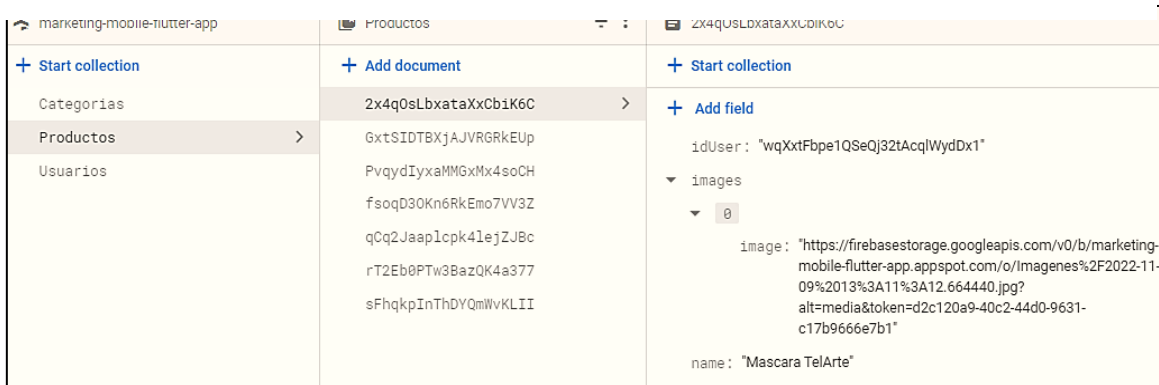 marketing-mobile-flutter-app
Productos
2x4qOsLbxataXxCbiK6C
+ Start collection
Categorias
Productos
Usuarios
+ Add document
2x4qOsLbxataXxCbiK6C
GxtSIDTBXjAJVRGRkEUp
PvqydIyxaMMGxMx4soCH
fsoqD3OKn6RkEmo7VV3Z
qCq2Jaaplcpk4lejZJBc
rT2Eb0PTw3BazQK4a377
sFhqkpInThDYQmWvKLII
+ Start collection
+ Add field
idUser: "wqXxtFbpe1QSeQj32tAcqlWydDx1"
images
0
image: "https://firebasestorage.googleapis.com/v0/b/marketing-
mobile-flutter-app.appspot.com/o/Imagenes%2F2022-11-
09%2013%3A11%3A12.664440.jpg?
alt=media&token=d2c120a9-40c2-44d0-9631-
c17b9666e7b1"
name: "Mascara TelArte"